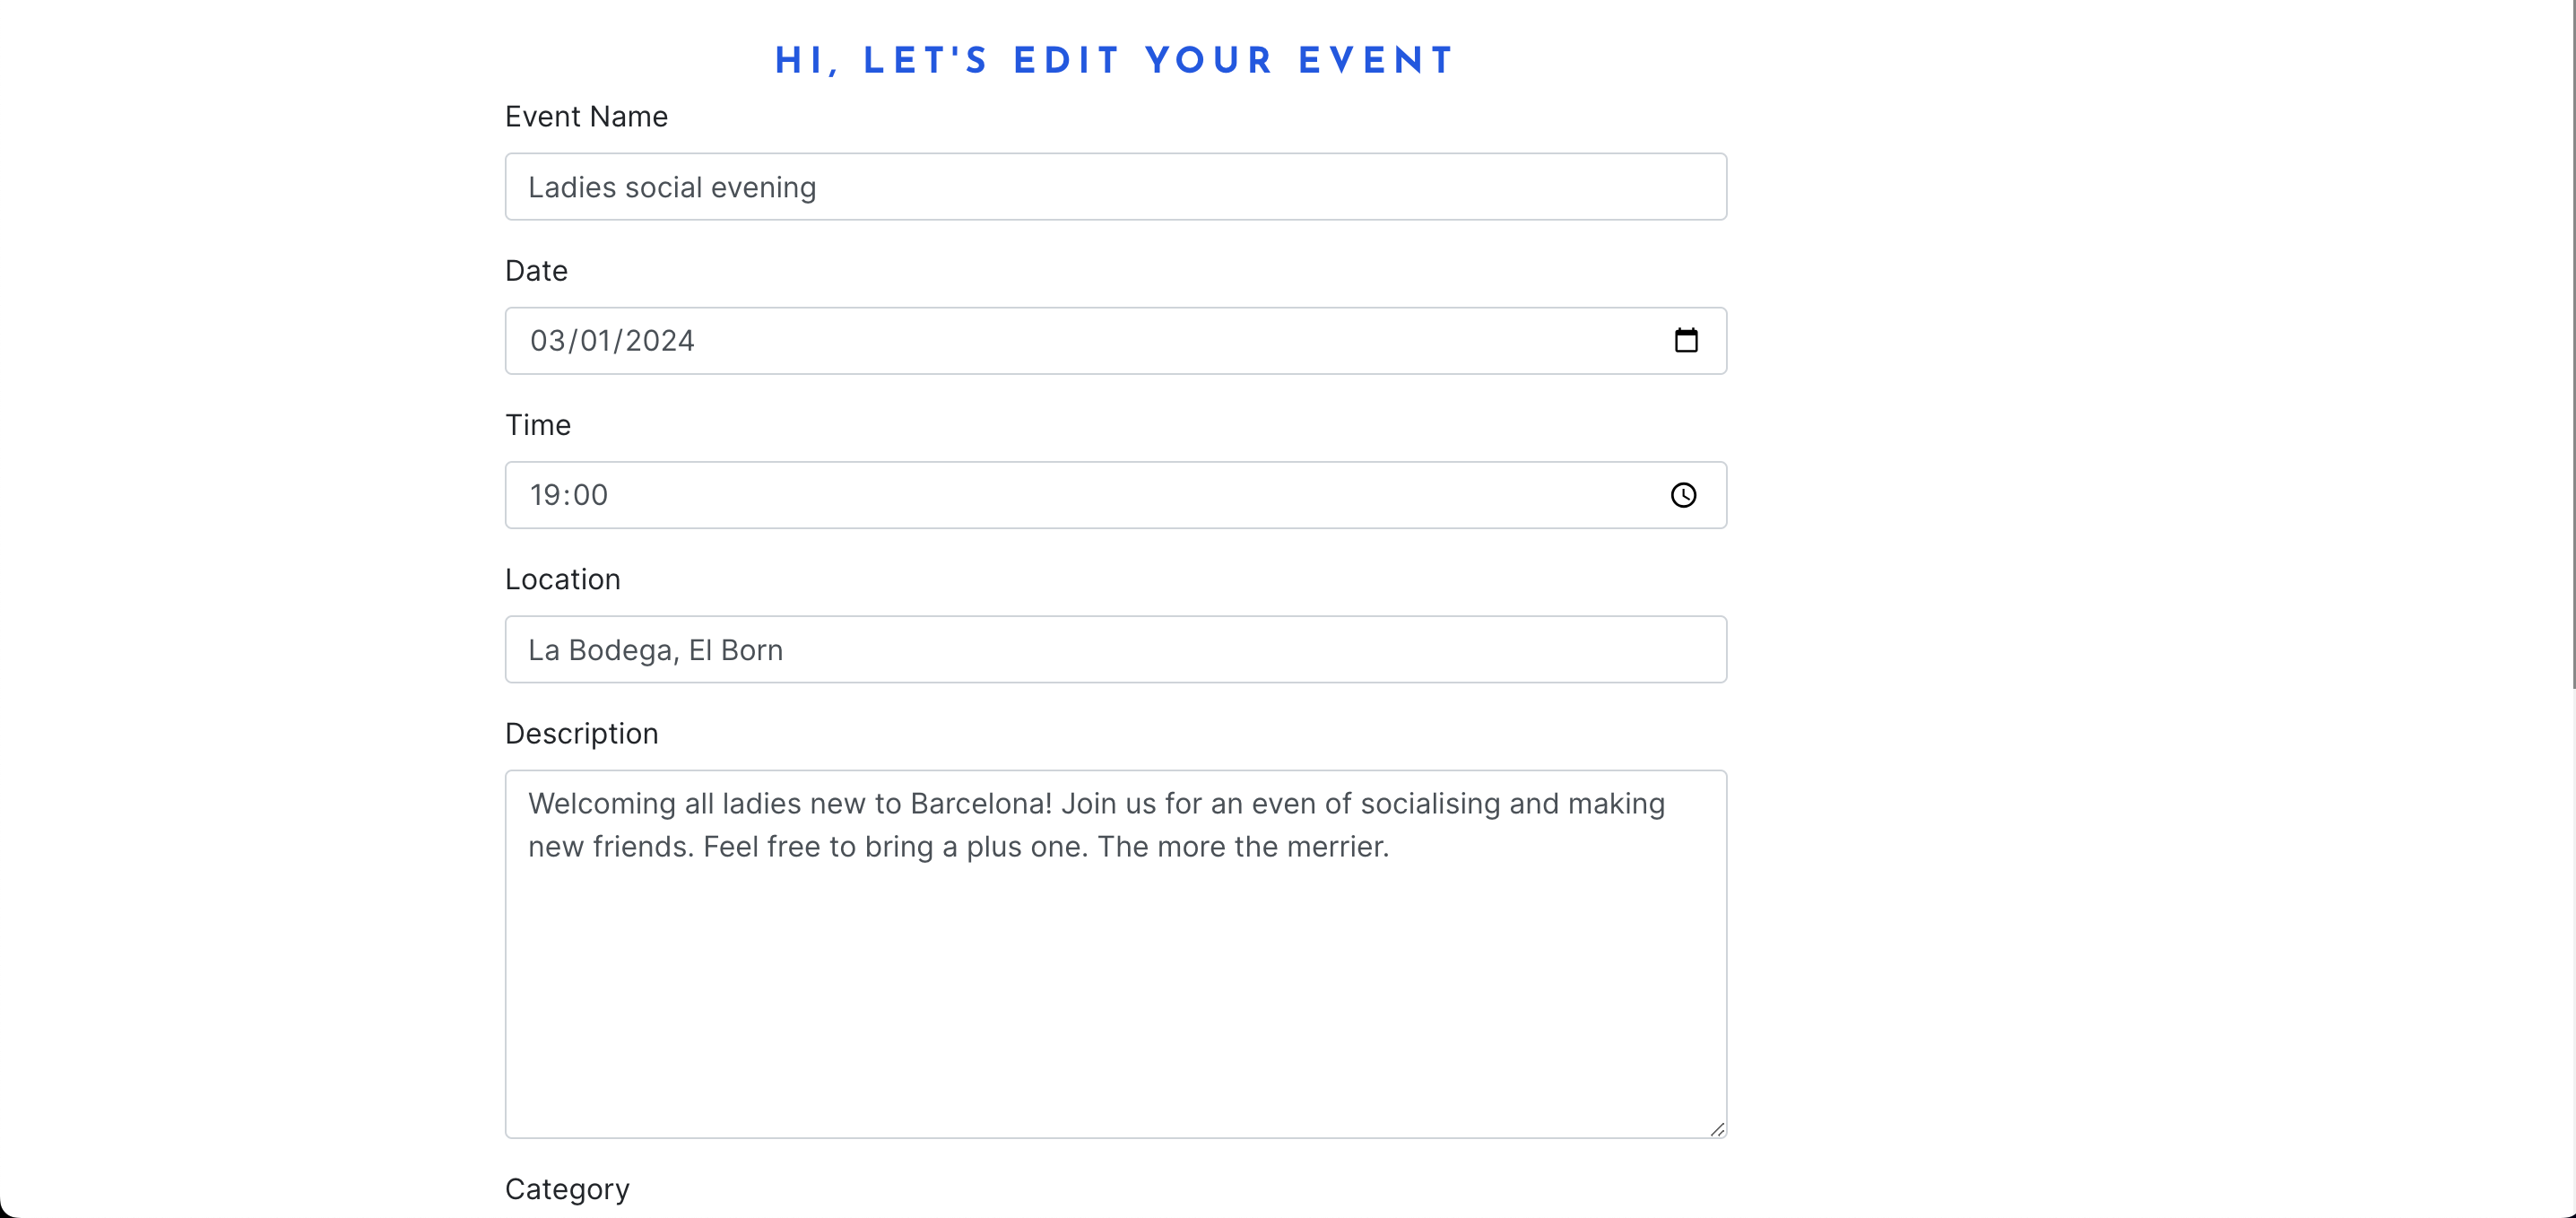 HI, LET'S EDIT YOUR EVENT
Event Name
Ladies social evening
Date
03/01/2024
Time
19:00
Location
La Bodega, El Born
Description
Welcoming all ladies new to Barcelona! Join us for an even of socialising and making
new friends. Feel free to bring a plus one. The more the merrier.
Category